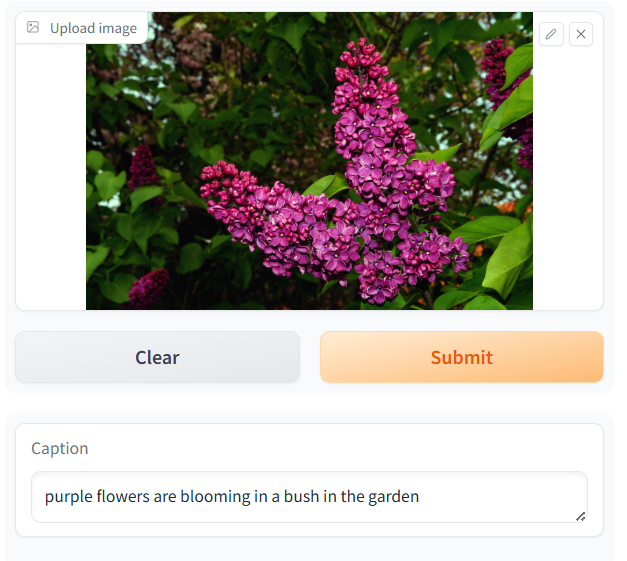 Upload image
Clear
Submit
Caption
purple flowers are blooming in a bush in the garden